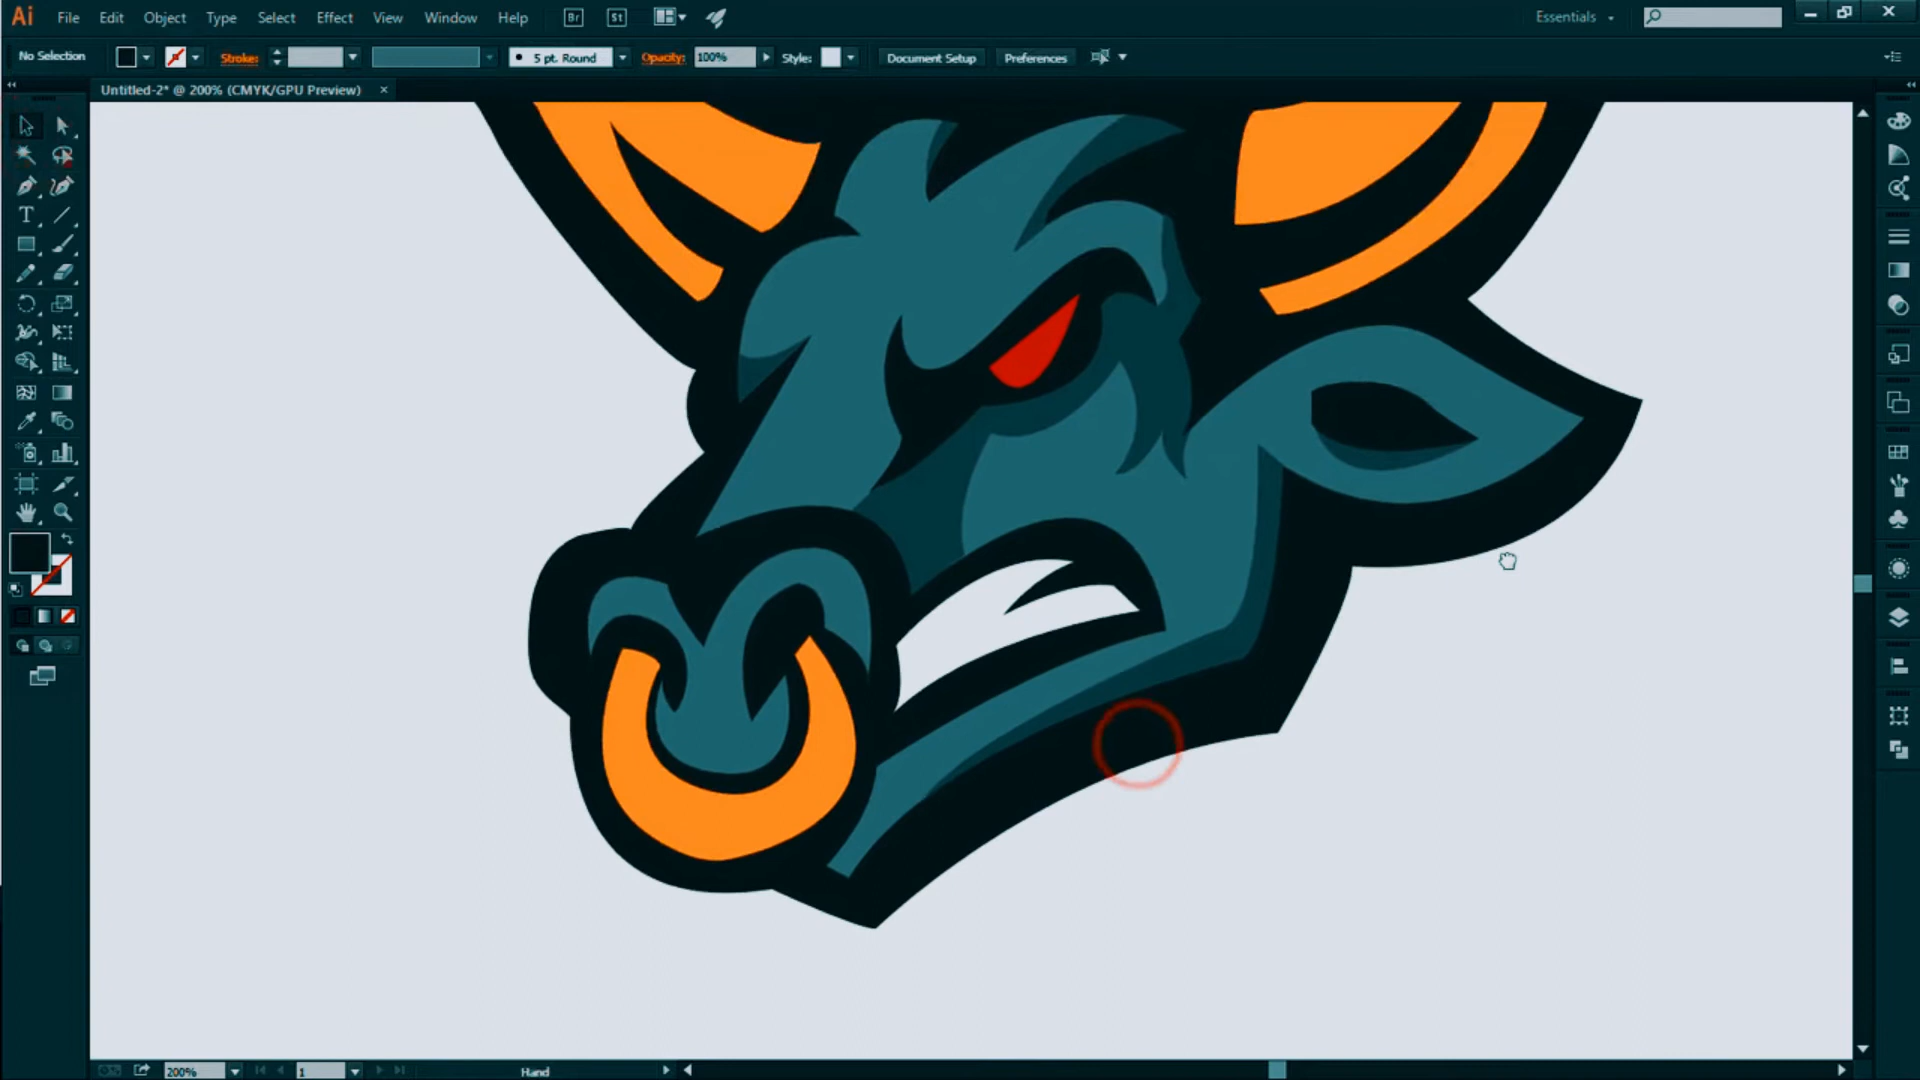 Ai File Edit Object Type Select Effect View Window Help Br St Essentials
No Selection Stroke: 5 pt. Round Opacity: 100% Style: Document Setup Preferences
Untitled-2* @ 200% (CMYK/GPU Preview) ×
T
200% 1 Hand